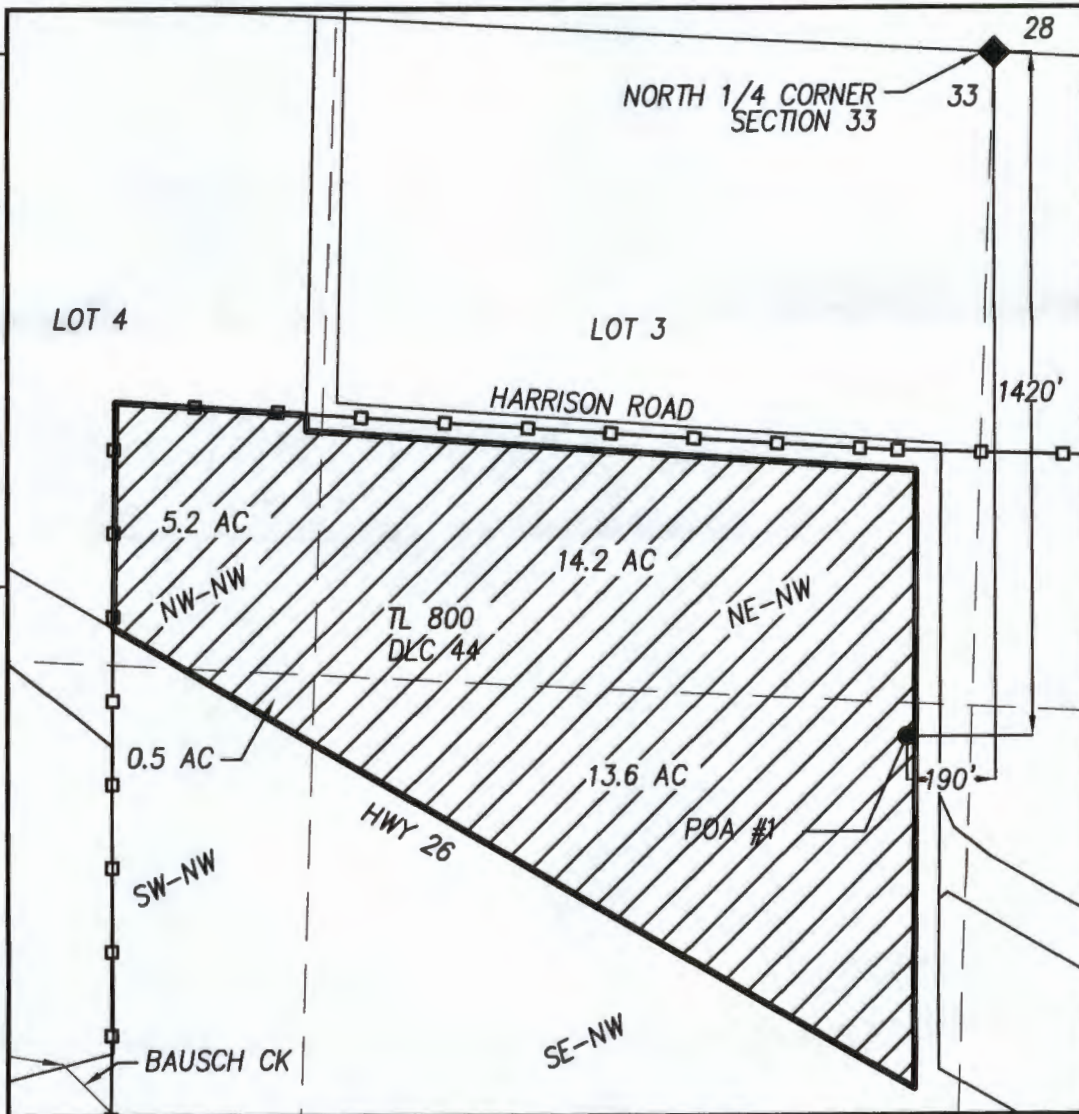 28
NORTH 1/4 CORNER
SECTION 33
33
LOT 4
LOT 3
1420'
HARRISON ROAD
5.2 AC
14.2 AC
NW-NW
NE-NW
TL 800
DLC 44
0.5 AC
13.6 AC
190'
POA #1
HWY 26
SW-NW
SE-NW
BAUSCH CK